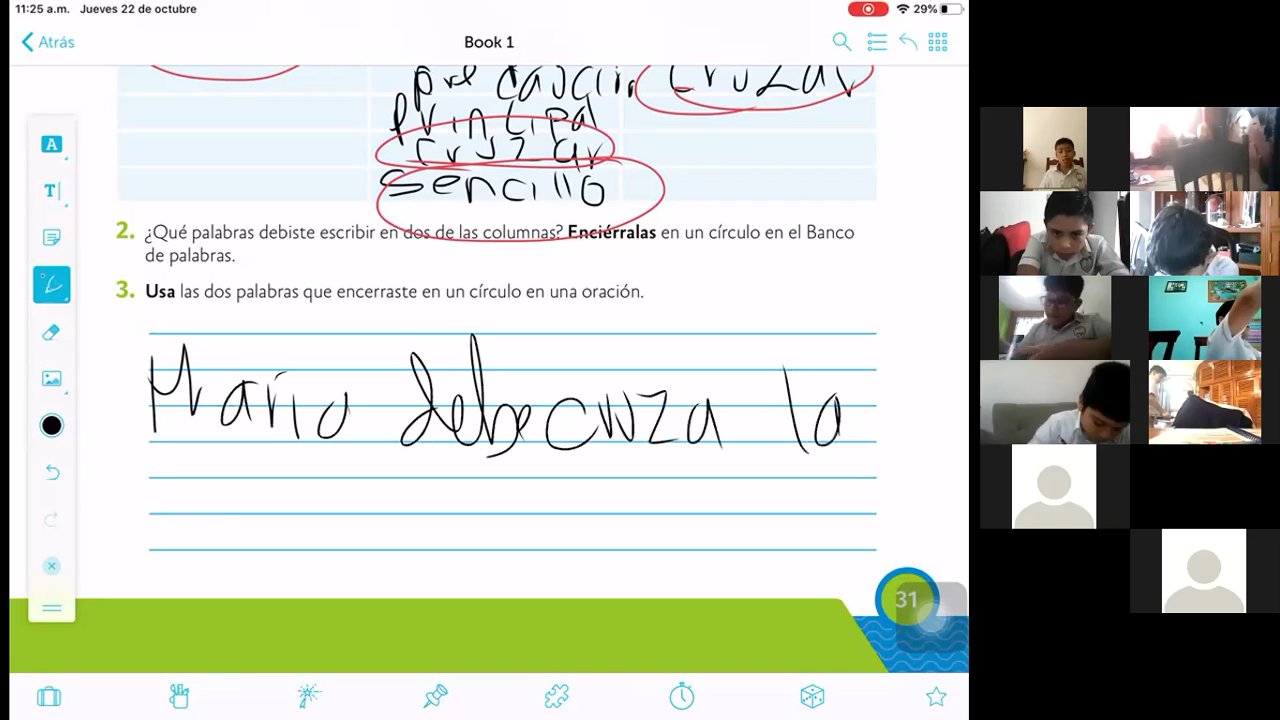 11:25 a.m. Jueves 22 de octubre
29%
Atrás
Book 1
cruzar
principal
cruzar
sencillo
2. ¿Qué palabras debiste escribir en dos de las columnas? Enciérralas en un círculo en el Banco
de palabras.
3. Usa las dos palabras que encerraste en un círculo en una oración.
Mario debe cruza la
31